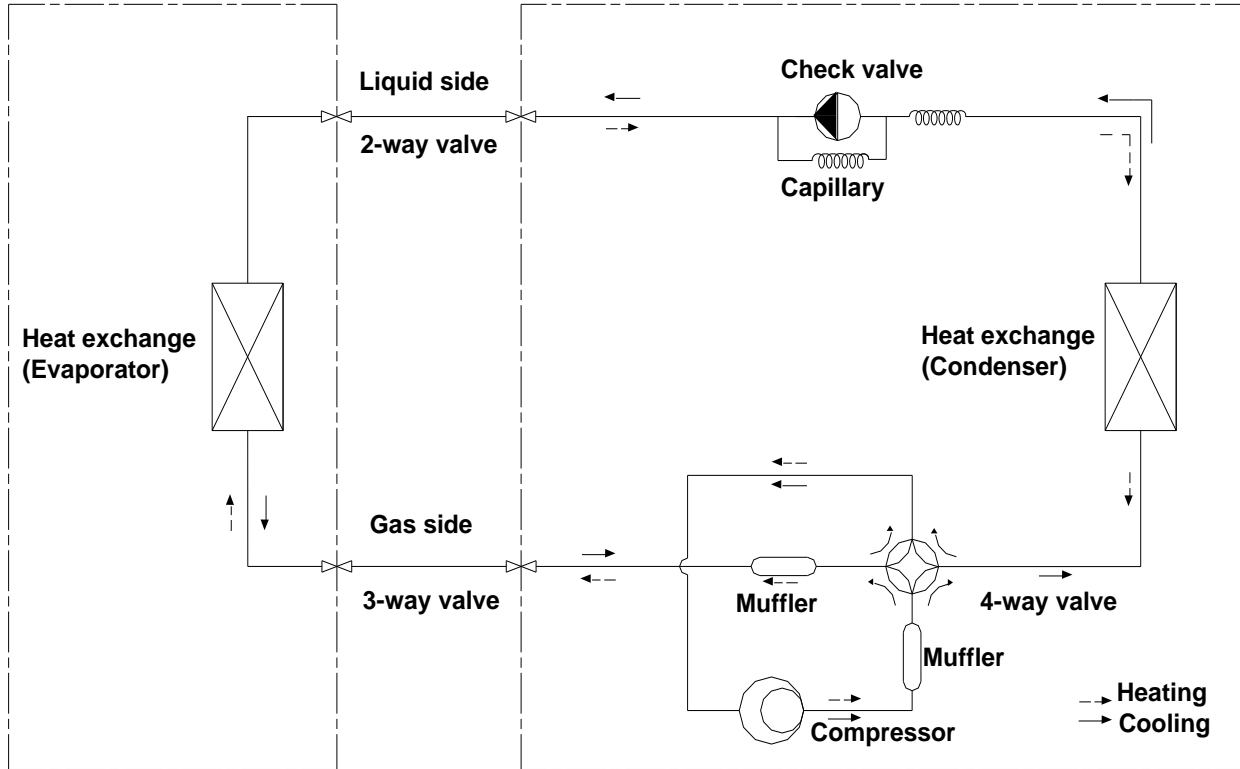 Liquid side
2-way valve
Check valve
Capillary
Heat exchange
(Evaporator)
Heat exchange
(Condenser)
Gas side
3-way valve
Muffler
4-way valve
Muffler
Compressor
Heating
Cooling